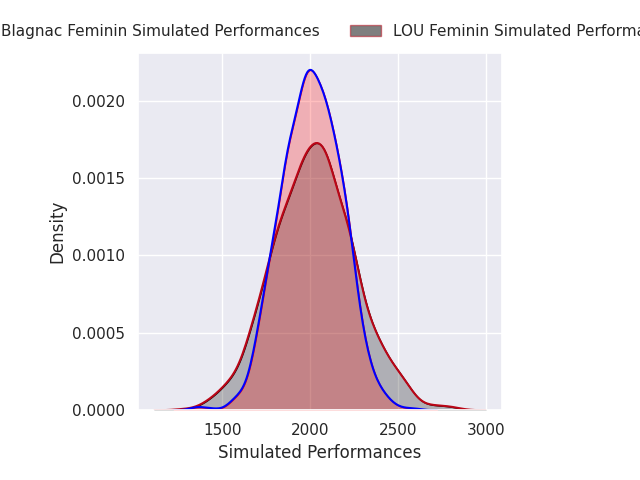 Blagnac Feminin Simulated Performances
LOU Feminin Simulated
0.0020
0.0015
0.0010
0.0005
0.0000
Density
1500 2000 2500 3000
Simulated Performances